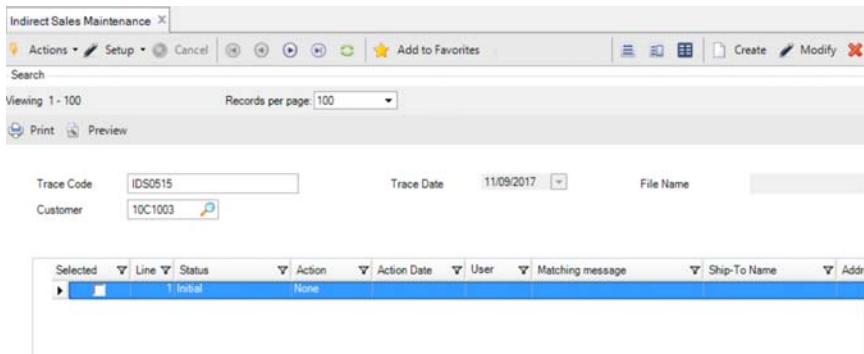 Indirect Sales Maintenance X
Actions Setup Cancel Add to Favorites Create Modify
Search
Viewing 1 - 100 Records per page: 100
Print Preview
Trace Code IDS0515 Trace Date 11/09/2017 File Name
Customer 10C1003
Selected Line Status Action Action Date User Matching message Ship-To Name Addr
1 Initial None